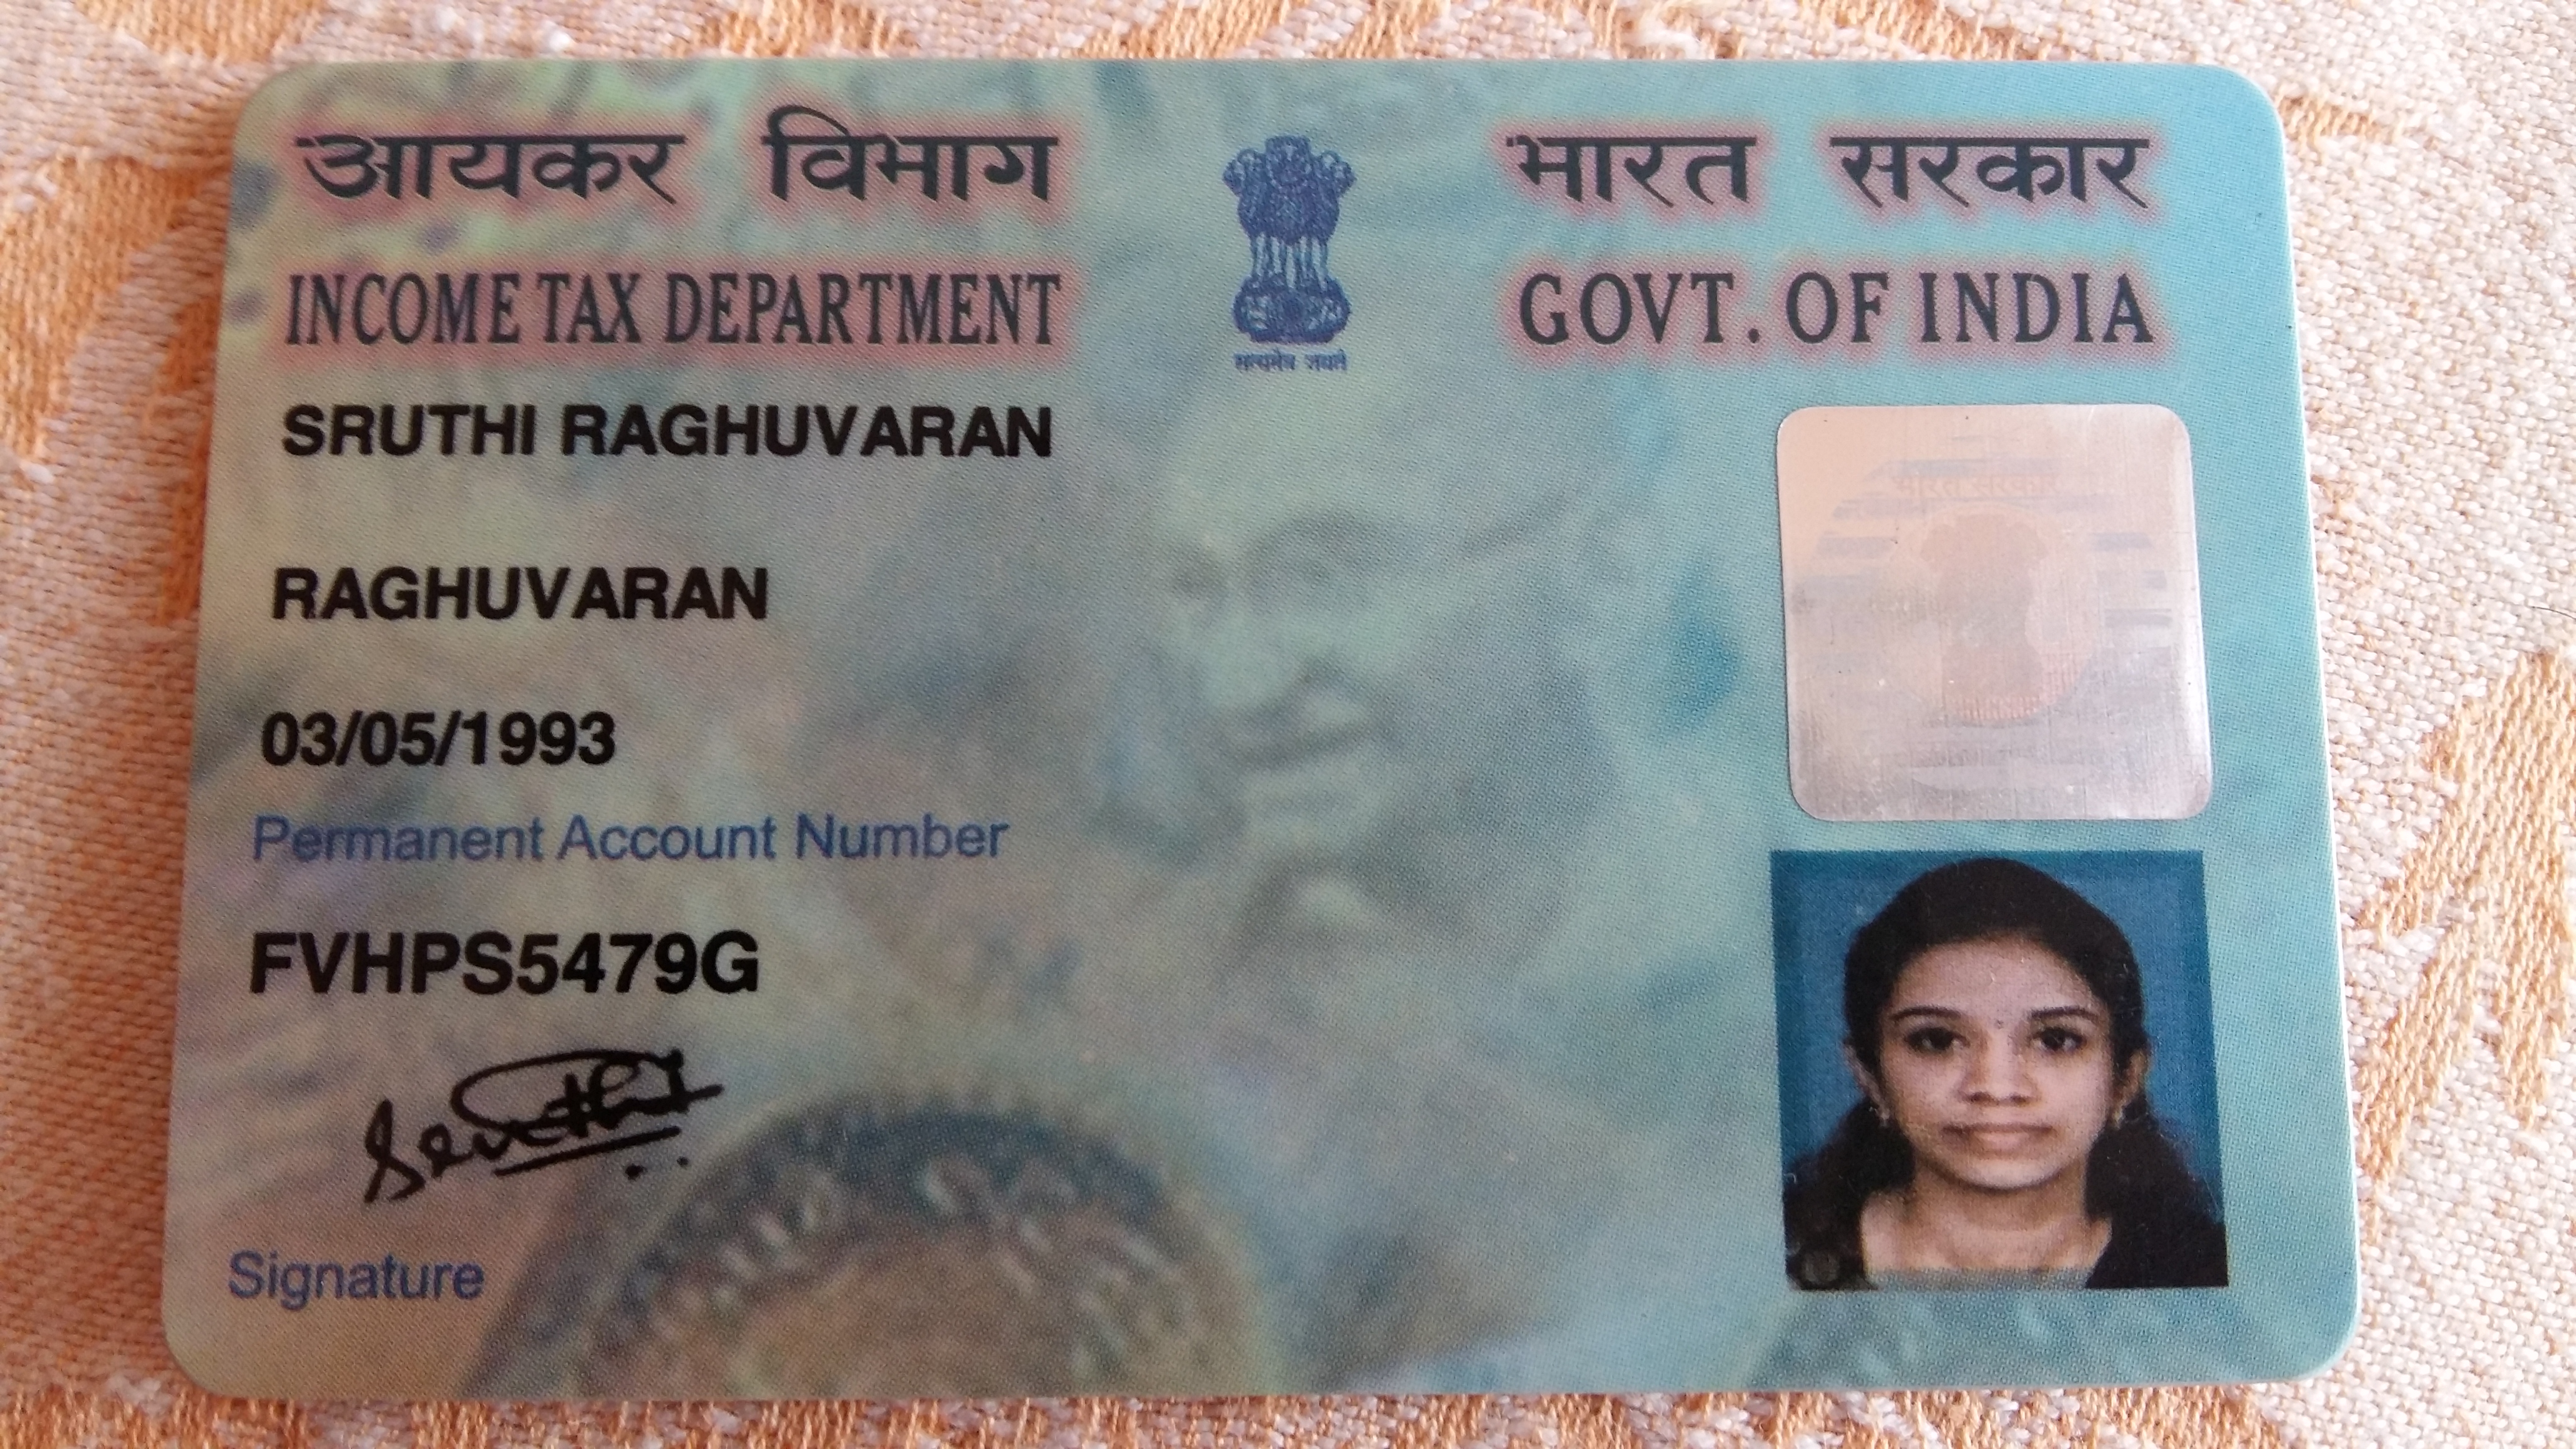 आयकर विभाग
INCOME TAX DEPARTMENT
सत्यमेव जयते
भारत सरकार
GOVT. OF INDIA
SRUTHI RAGHUVARAN
RAGHUVARAN
03/05/1993
Permanent Account Number
FVHPS5479G
Signature